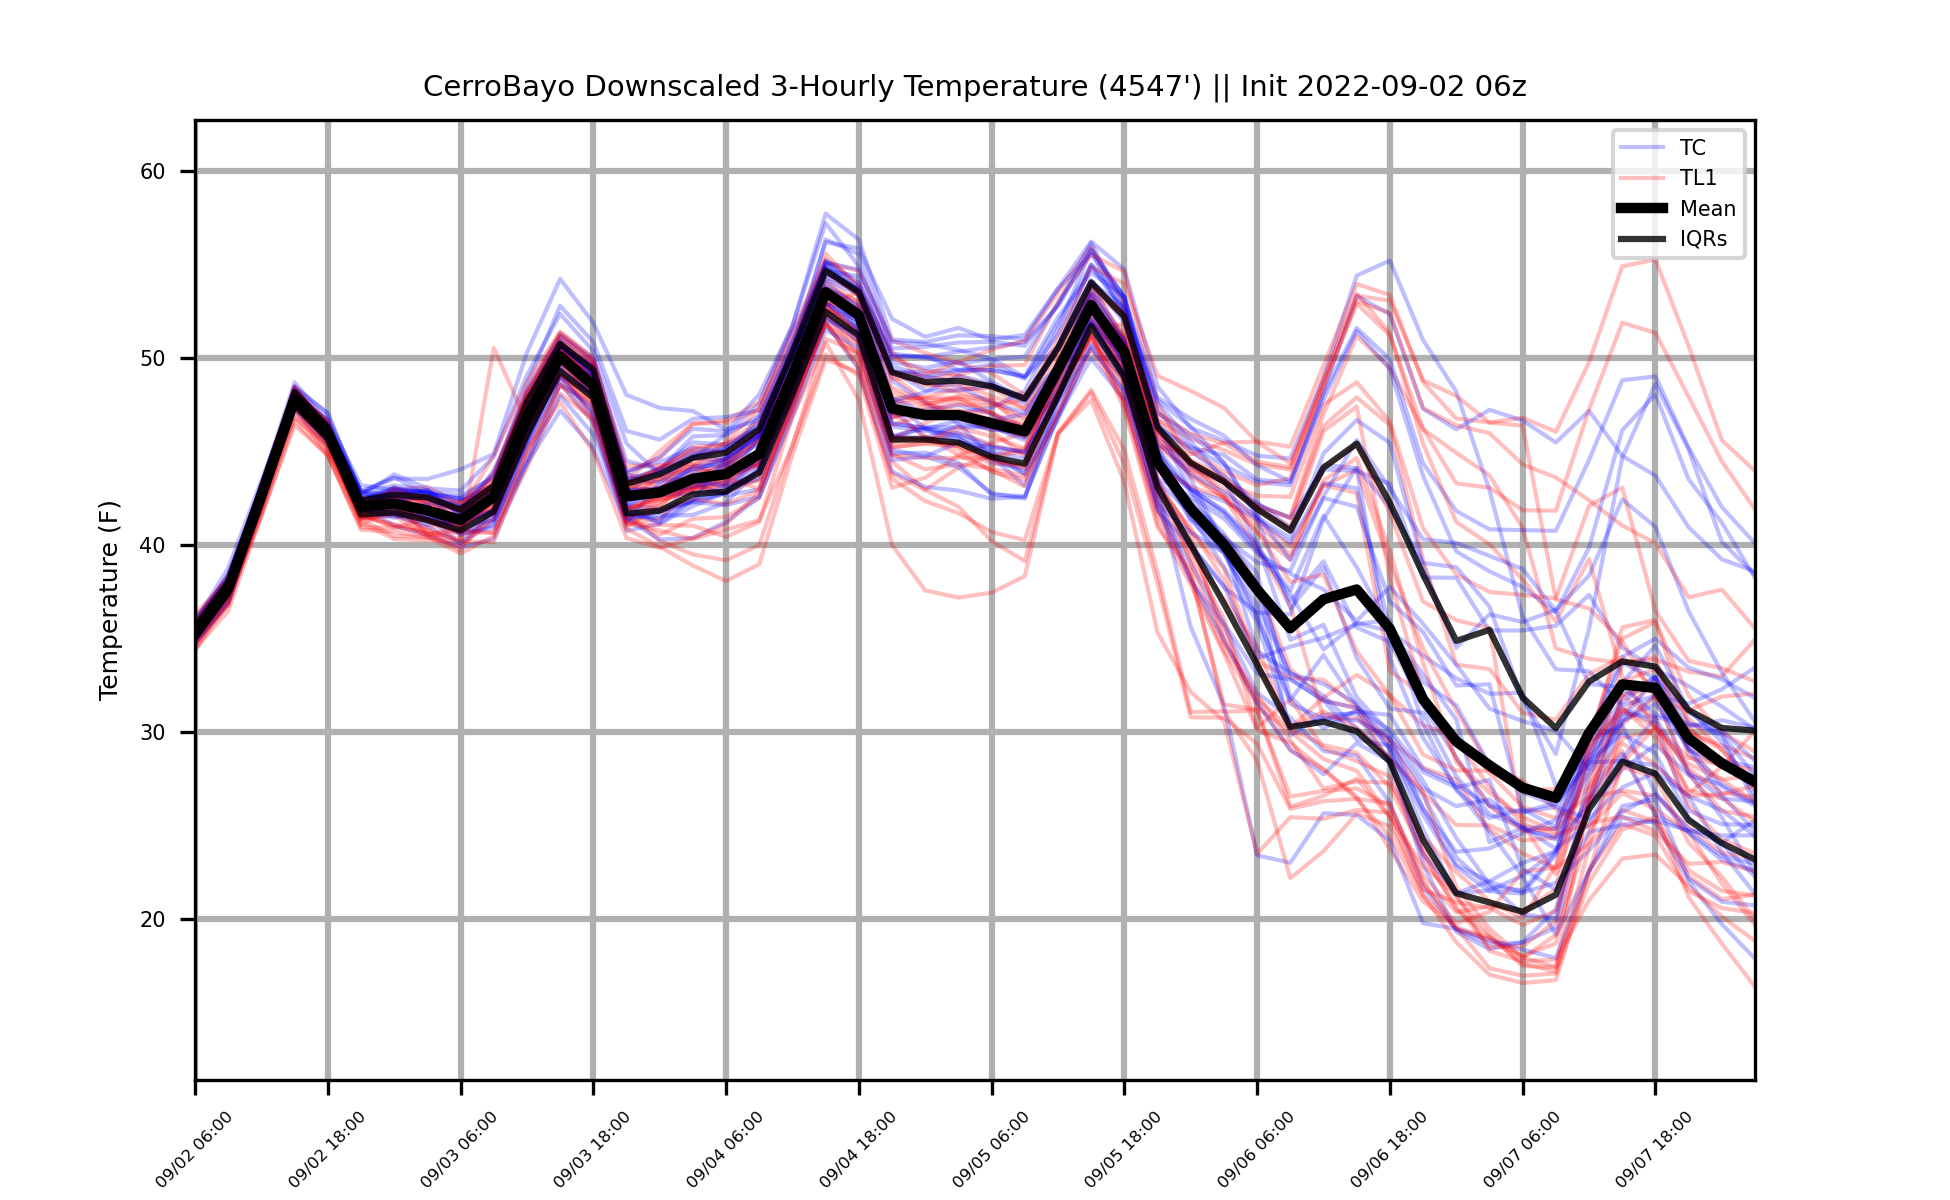 CerroBayo Downscaled 3-Hourly Temperature (4547') || Init 2022-09-02 06z
TC
TL1
Mean
IQRs
Temperature (F)
60
50
40
30
20
09/02 06:00
09/02 18:00
09/03 06:00
09/03 18:00
09/04 06:00
09/04 18:00
09/05 06:00
09/05 18:00
09/06 06:00
09/06 18:00
09/07 06:00
09/07 18:00